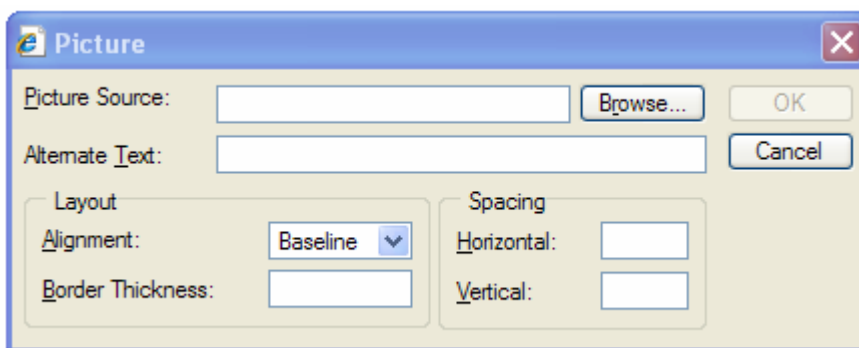 Picture
Picture Source: Browse... OK
Alternate Text: Cancel
Layout Spacing
Alignment: Baseline Horizontal:
Border Thickness: Vertical: